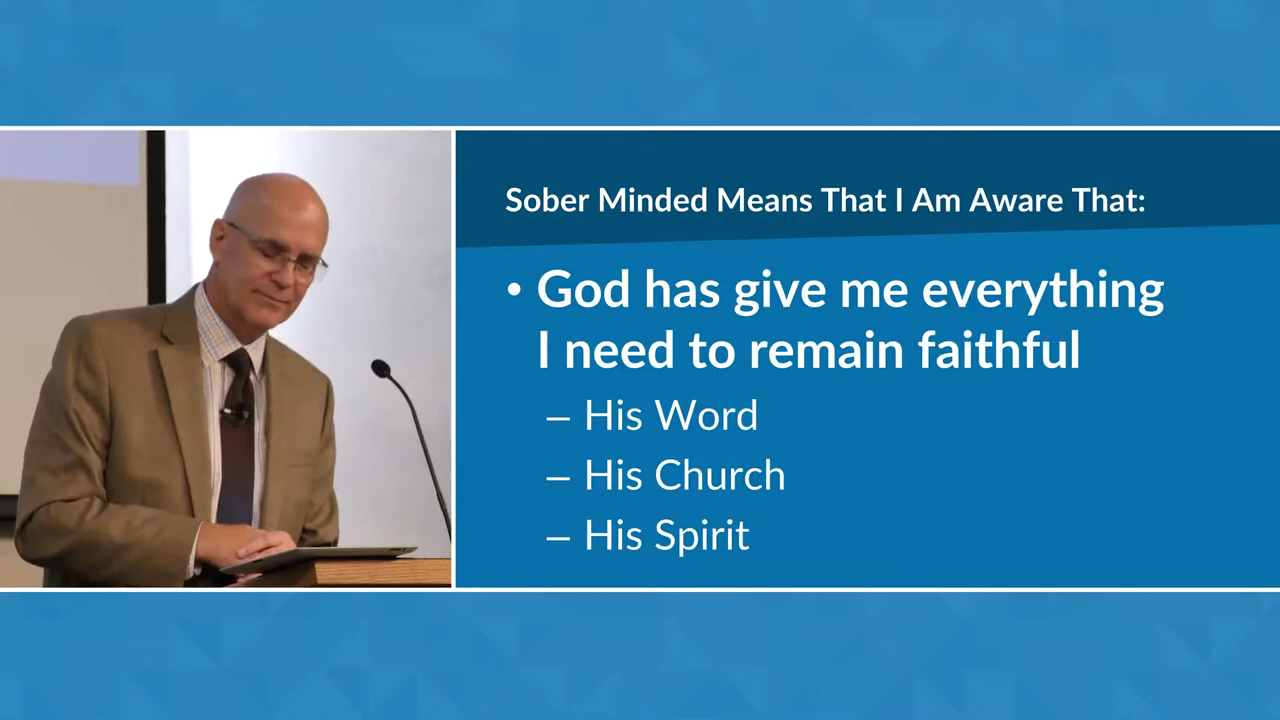 Sober Minded Means That I Am Aware That:
• God has give me everything
I need to remain faithful
– His Word
– His Church
– His Spirit